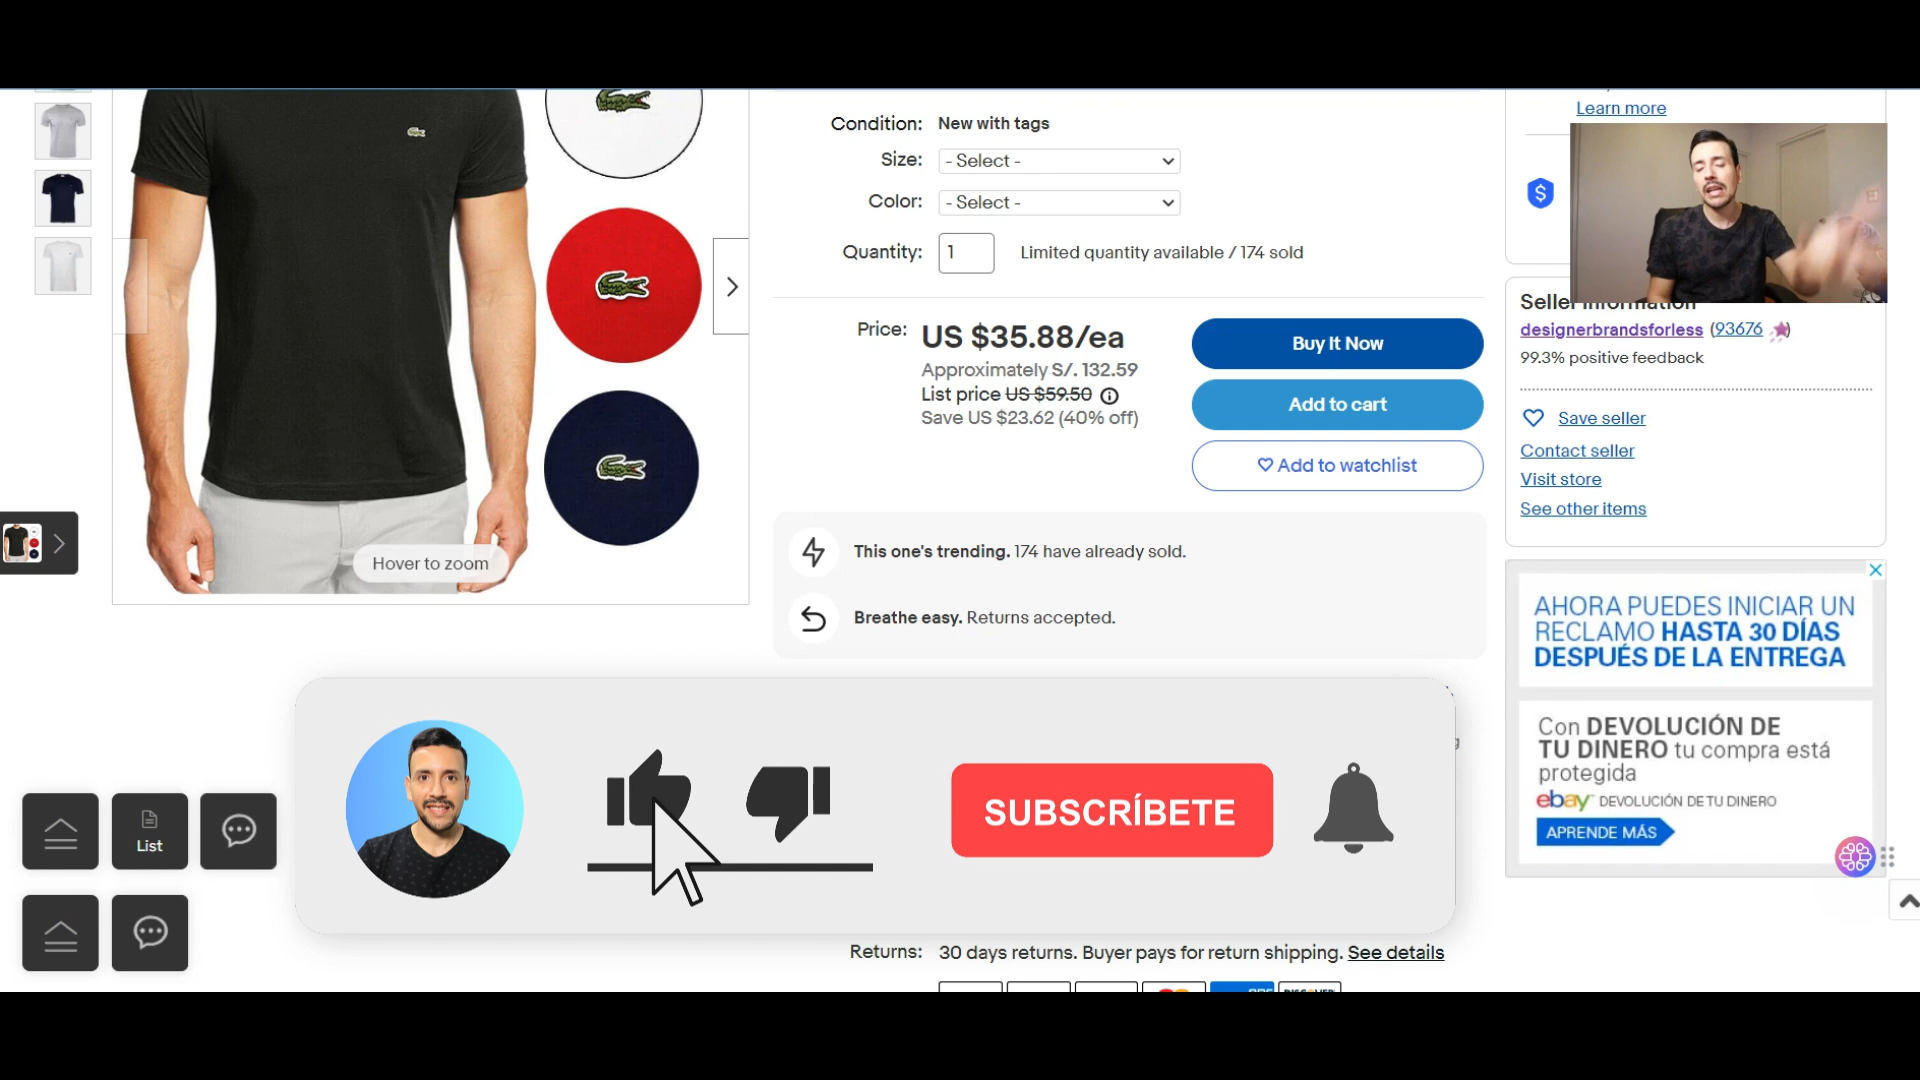 Learn more
Condition: New with tags
Size: - Select -
Color: - Select -
Quantity: 1 Limited quantity available / 174 sold
Price: US $35.88/ea
Approximately S/. 132.59
List price US $59.50
Save US $23.62 (40% off)
Buy It Now
Add to cart
Add to watchlist
This one's trending. 174 have already sold.
Breathe easy. Returns accepted.
Hover to zoom
Seller information
designerbrandsforless (93676)
99.3% positive feedback
Save seller
Contact seller
Visit store
See other items
AHORA PUEDES INICIAR UN
RECLAMO HASTA 30 DÍAS
DESPUÉS DE LA ENTREGA
Con DEVOLUCIÓN DE
TU DINERO tu compra está
protegida
ebay DEVOLUCIÓN DE TU DINERO
APRENDE MÁS
List
SUBSCRÍBETE
Returns: 30 days returns. Buyer pays for return shipping. See details